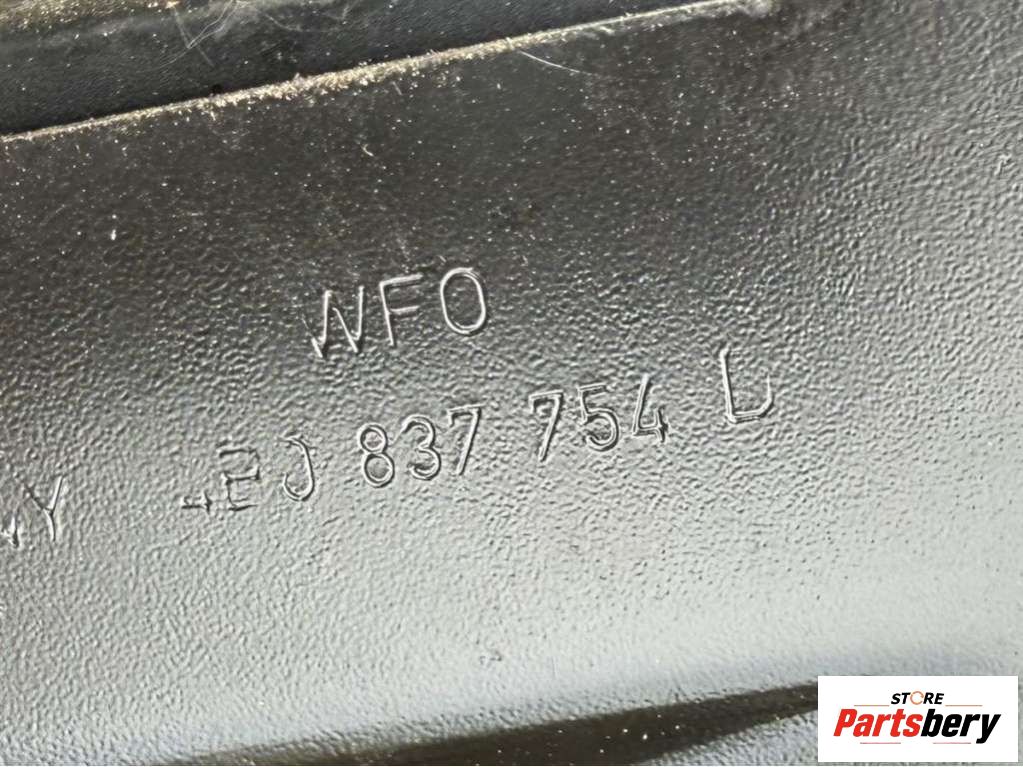 WFO
837 754 L
STORE
Partsbery